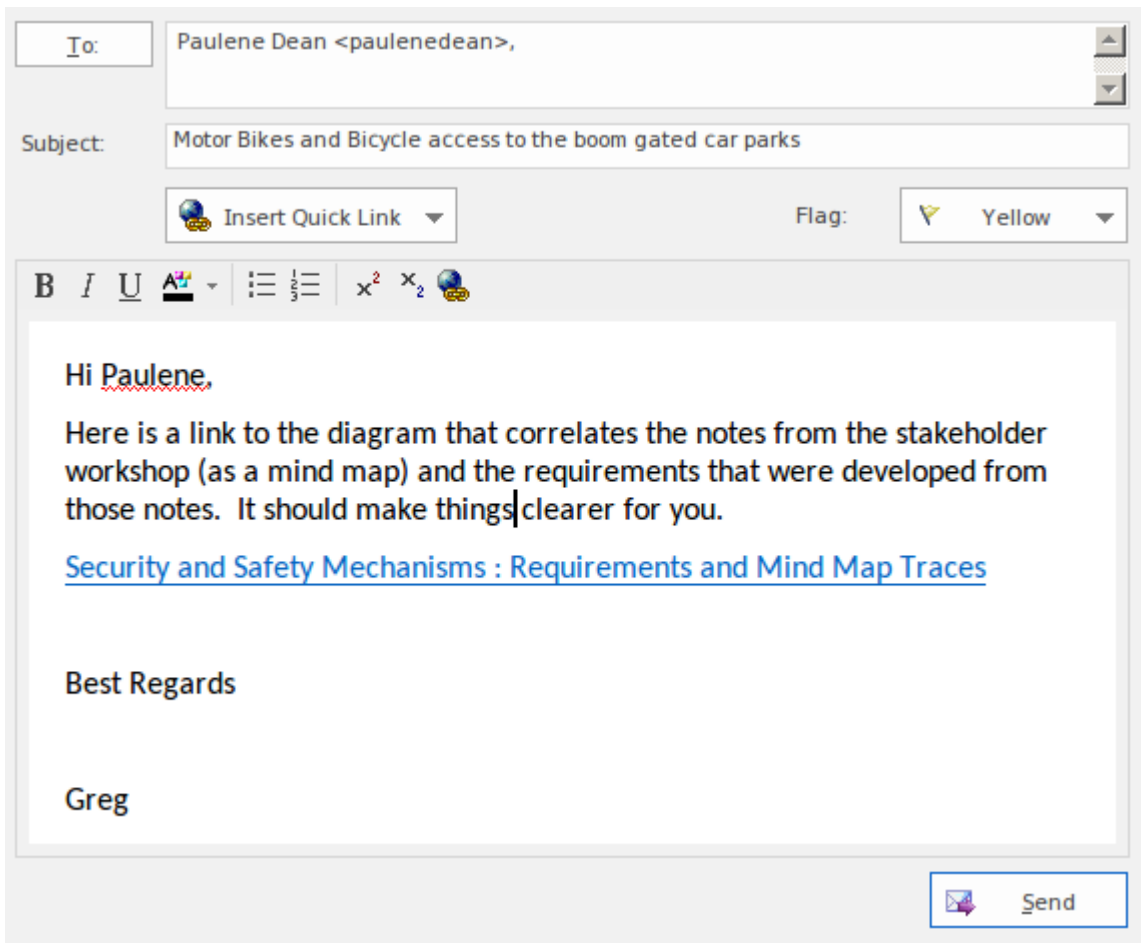 To:
Paulene Dean <paulenedean>,
Subject:
Motor Bikes and Bicycle access to the boom gated car parks
Insert Quick Link
Flag:
Yellow
B I U A x² x₂
Hi Paulene,
Here is a link to the diagram that correlates the notes from the stakeholder
workshop (as a mind map) and the requirements that were developed from
those notes.  It should make things clearer for you.
Security and Safety Mechanisms : Requirements and Mind Map Traces
Best Regards
Greg
Send